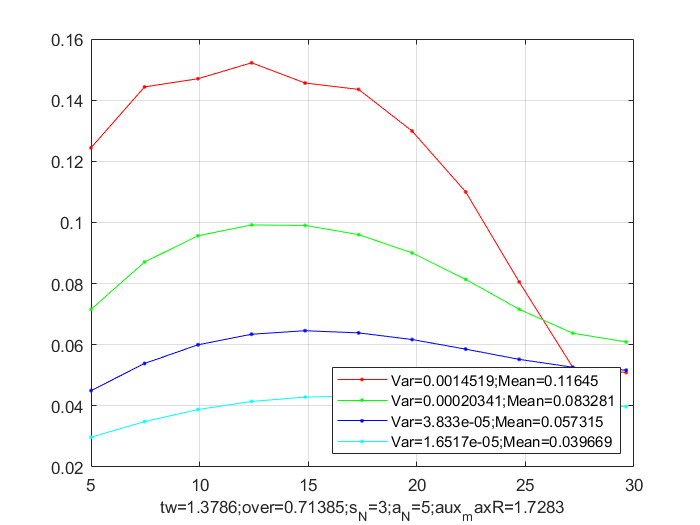 0.16
0.14
0.12
0.1
0.08
0.06
0.04
0.02
Var=0.0014519;Mean=0.11645
Var=0.00020341;Mean=0.083281
Var=3.833e-05;Mean=0.057315
Var=1.6517e-05;Mean=0.039669
5 10 15 20 25 30
tw=1.3786;over=0.71385;s_N=3;a_N=5;aux_maxR=1.7283